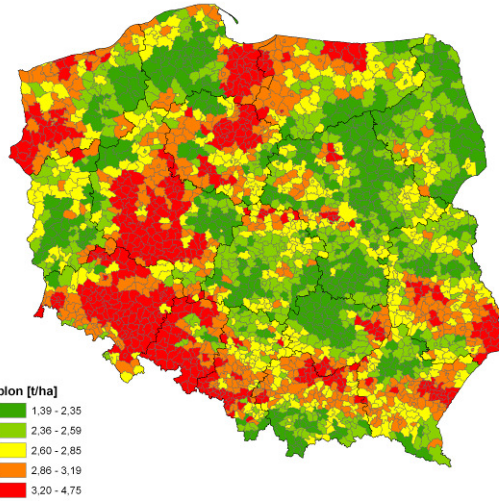 plon [t/ha]
1,39 - 2,35
2,36 - 2,59
2,60 - 2,85
2,86 - 3,19
3,20 - 4,75